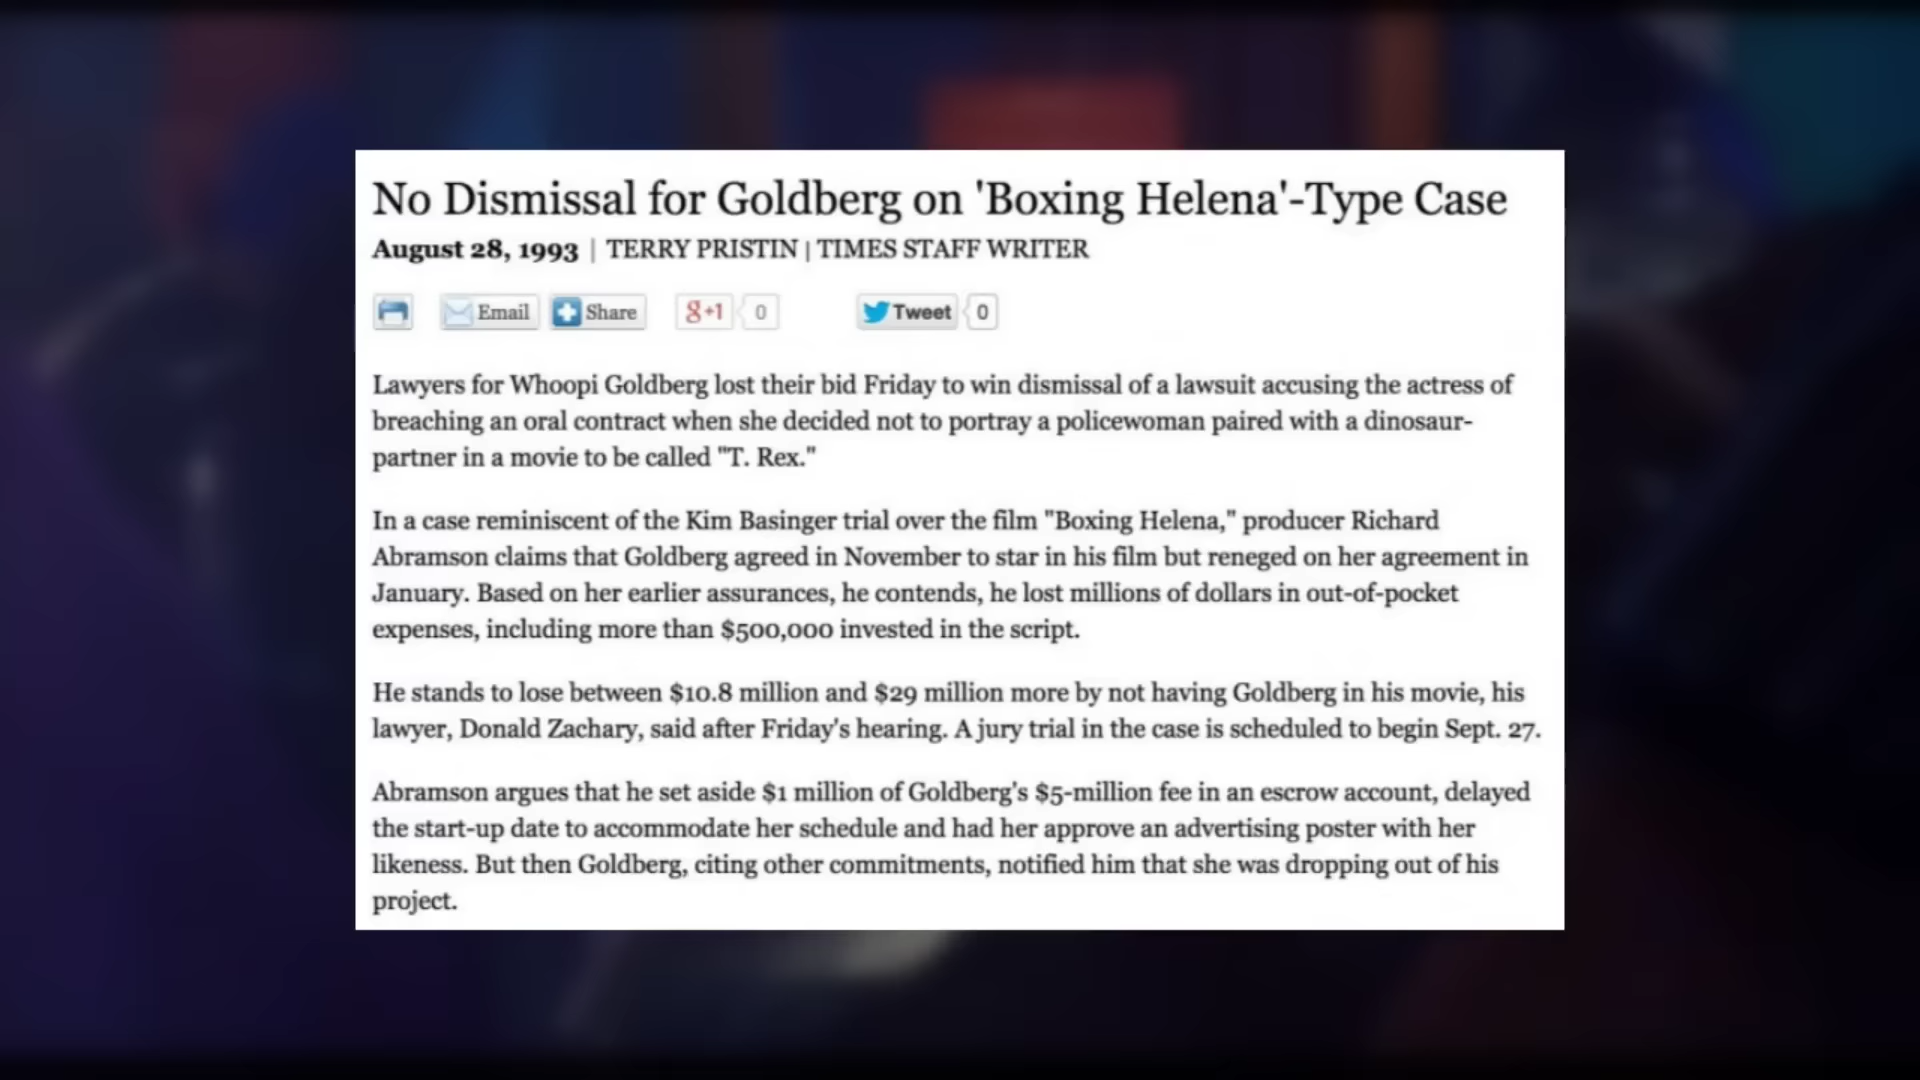 No Dismissal for Goldberg on 'Boxing Helena'-Type Case
August 28, 1993 | TERRY PRISTIN | TIMES STAFF WRITER
Email Share g+1 0 Tweet 0
Lawyers for Whoopi Goldberg lost their bid Friday to win dismissal of a lawsuit accusing the actress of
breaching an oral contract when she decided not to portray a policewoman paired with a dinosaur-
partner in a movie to be called "T. Rex."
In a case reminiscent of the Kim Basinger trial over the film "Boxing Helena," producer Richard
Abramson claims that Goldberg agreed in November to star in his film but reneged on her agreement in
January. Based on her earlier assurances, he contends, he lost millions of dollars in out-of-pocket
expenses, including more than $500,000 invested in the script.
He stands to lose between $10.8 million and $29 million more by not having Goldberg in his movie, his
lawyer, Donald Zachary, said after Friday's hearing. A jury trial in the case is scheduled to begin Sept. 27.
Abramson argues that he set aside $1 million of Goldberg's $5-million fee in an escrow account, delayed
the start-up date to accommodate her schedule and had her approve an advertising poster with her
likeness. But then Goldberg, citing other commitments, notified him that she was dropping out of his
project.